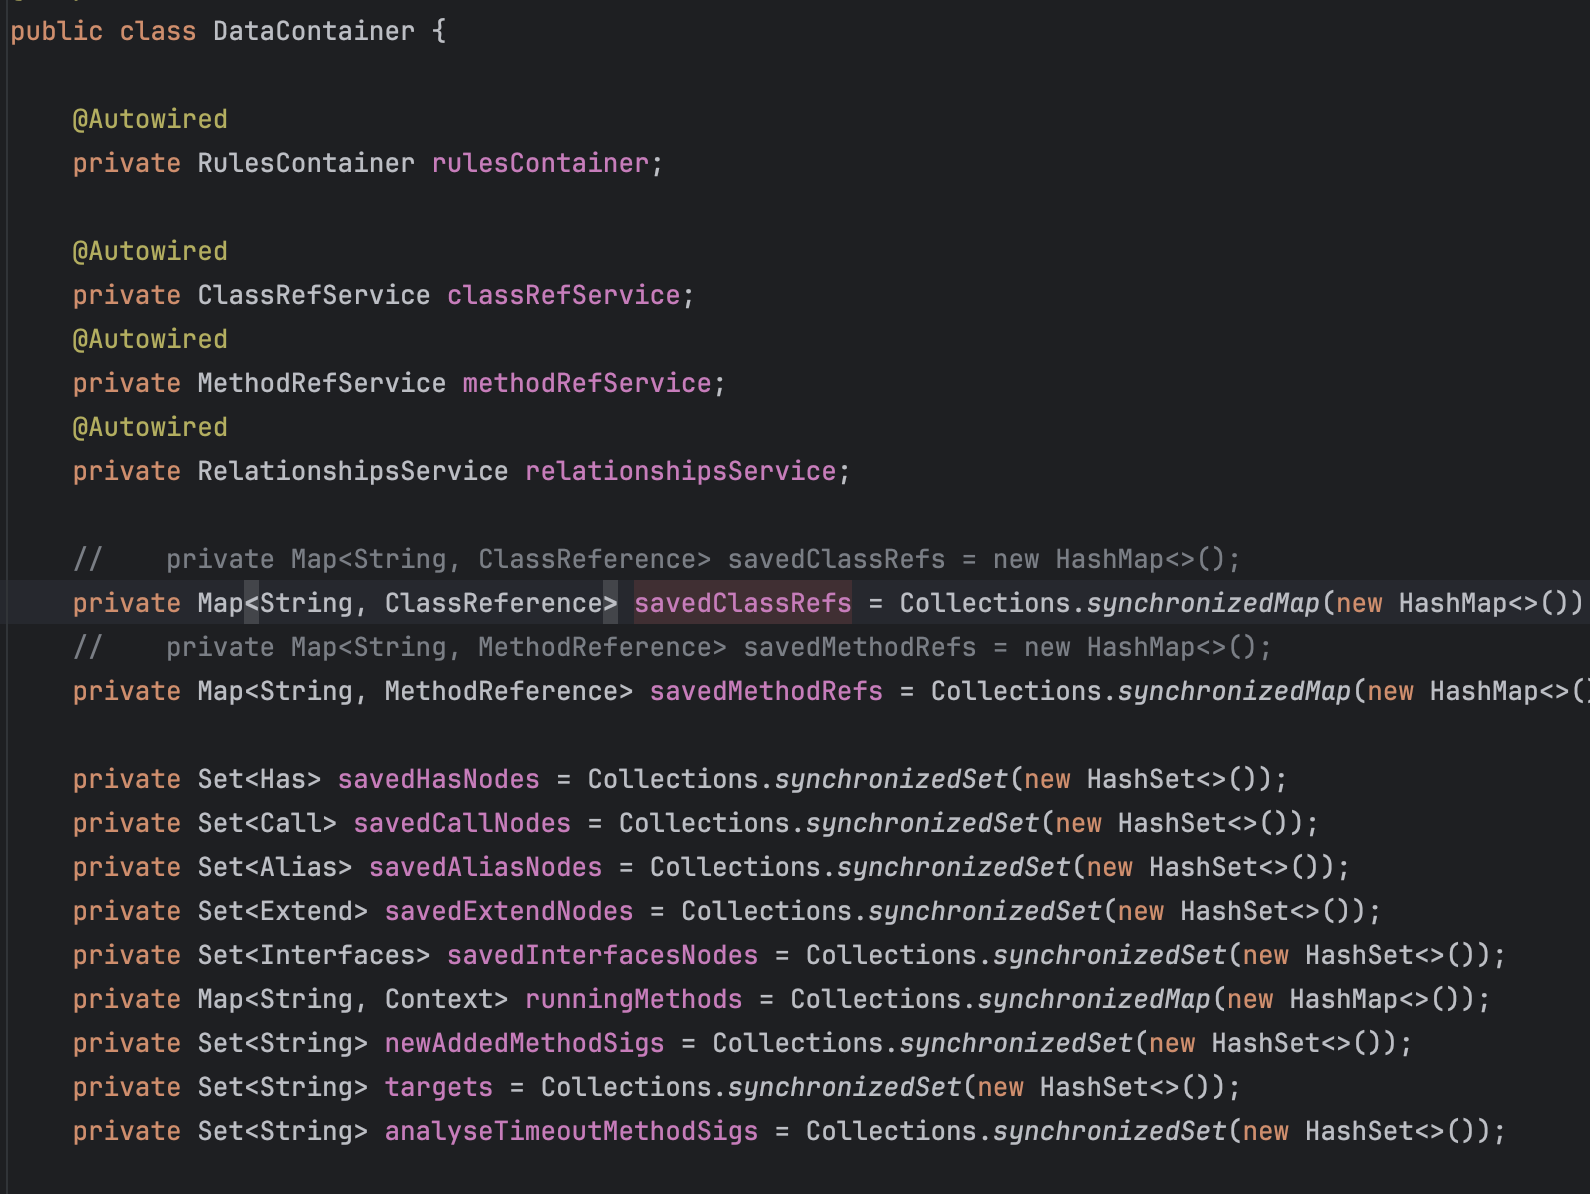 public class DataContainer {
@Autowired
private RulesContainer rulesContainer;
@Autowired
private ClassRefService classRefService;
@Autowired
private MethodRefService methodRefService;
@Autowired
private RelationshipsService relationshipsService;
//    private Map<String, ClassReference> savedClassRefs = new HashMap<>();
private Map<String, ClassReference> savedClassRefs = Collections.synchronizedMap(new HashMap<>())
//    private Map<String, MethodReference> savedMethodRefs = new HashMap<>();
private Map<String, MethodReference> savedMethodRefs = Collections.synchronizedMap(new HashMap<>(
private Set<Has> savedHasNodes = Collections.synchronizedSet(new HashSet<>());
private Set<Call> savedCallNodes = Collections.synchronizedSet(new HashSet<>());
private Set<Alias> savedAliasNodes = Collections.synchronizedSet(new HashSet<>());
private Set<Extend> savedExtendNodes = Collections.synchronizedSet(new HashSet<>());
private Set<Interfaces> savedInterfacesNodes = Collections.synchronizedSet(new HashSet<>());
private Map<String, Context> runningMethods = Collections.synchronizedMap(new HashMap<>());
private Set<String> newAddedMethodSigs = Collections.synchronizedSet(new HashSet<>());
private Set<String> targets = Collections.synchronizedSet(new HashSet<>());
private Set<String> analyseTimeoutMethodSigs = Collections.synchronizedSet(new HashSet<>());